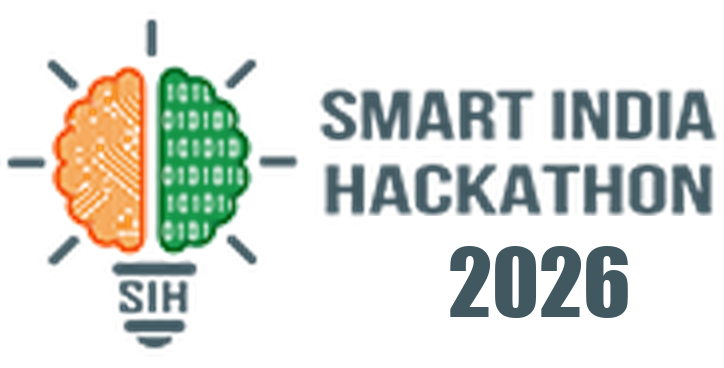 SMART INDIA
HACKATHON
2026
SIH